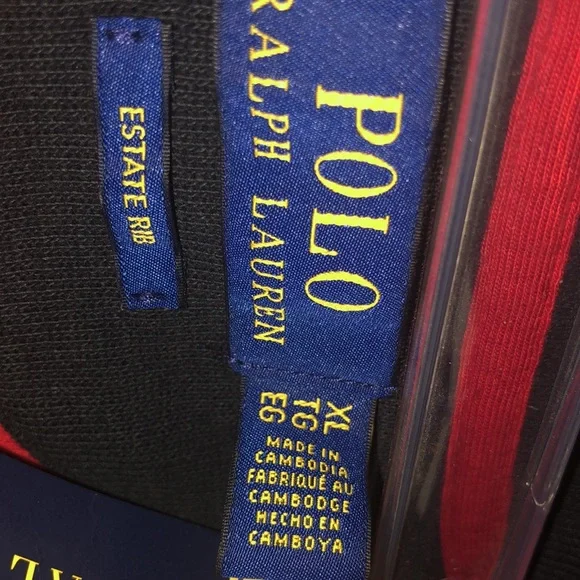 POLO
RALPH LAUREN
ESTATE RIB
XL
TG
EG
MADE IN
CAMBODIA
FABRIQUÉ AU
CAMBODGE
HECHO EN
CAMBOYA